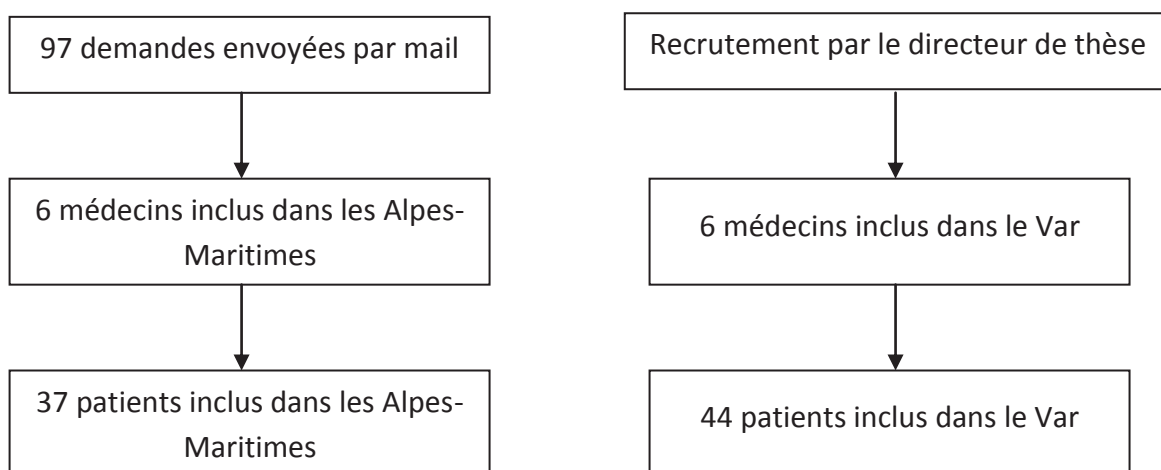 97 demandes envoyées par mail
6 médecins inclus dans les Alpes-
Maritimes
37 patients inclus dans les Alpes-
Maritimes
Recrutement par le directeur de thèse
6 médecins inclus dans le Var
44 patients inclus dans le Var